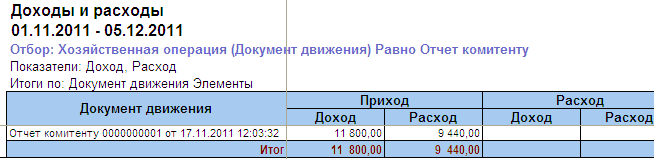 Доходы и расходы
01.11.2011 - 05.12.2011
Отбор: Хозяйственная операция (Документ движения) Равно Отчет комитенту
Показатели: Доход, Расход
Итоги по: Документ движения Элементы
Документ движения Приход Расход
Доход Расход Доход Расход
Отчет комитенту 0000000001 от 17.11.2011 12:03:32 11 800,00 9 440,00
Итог 11 800,00 9 440,00